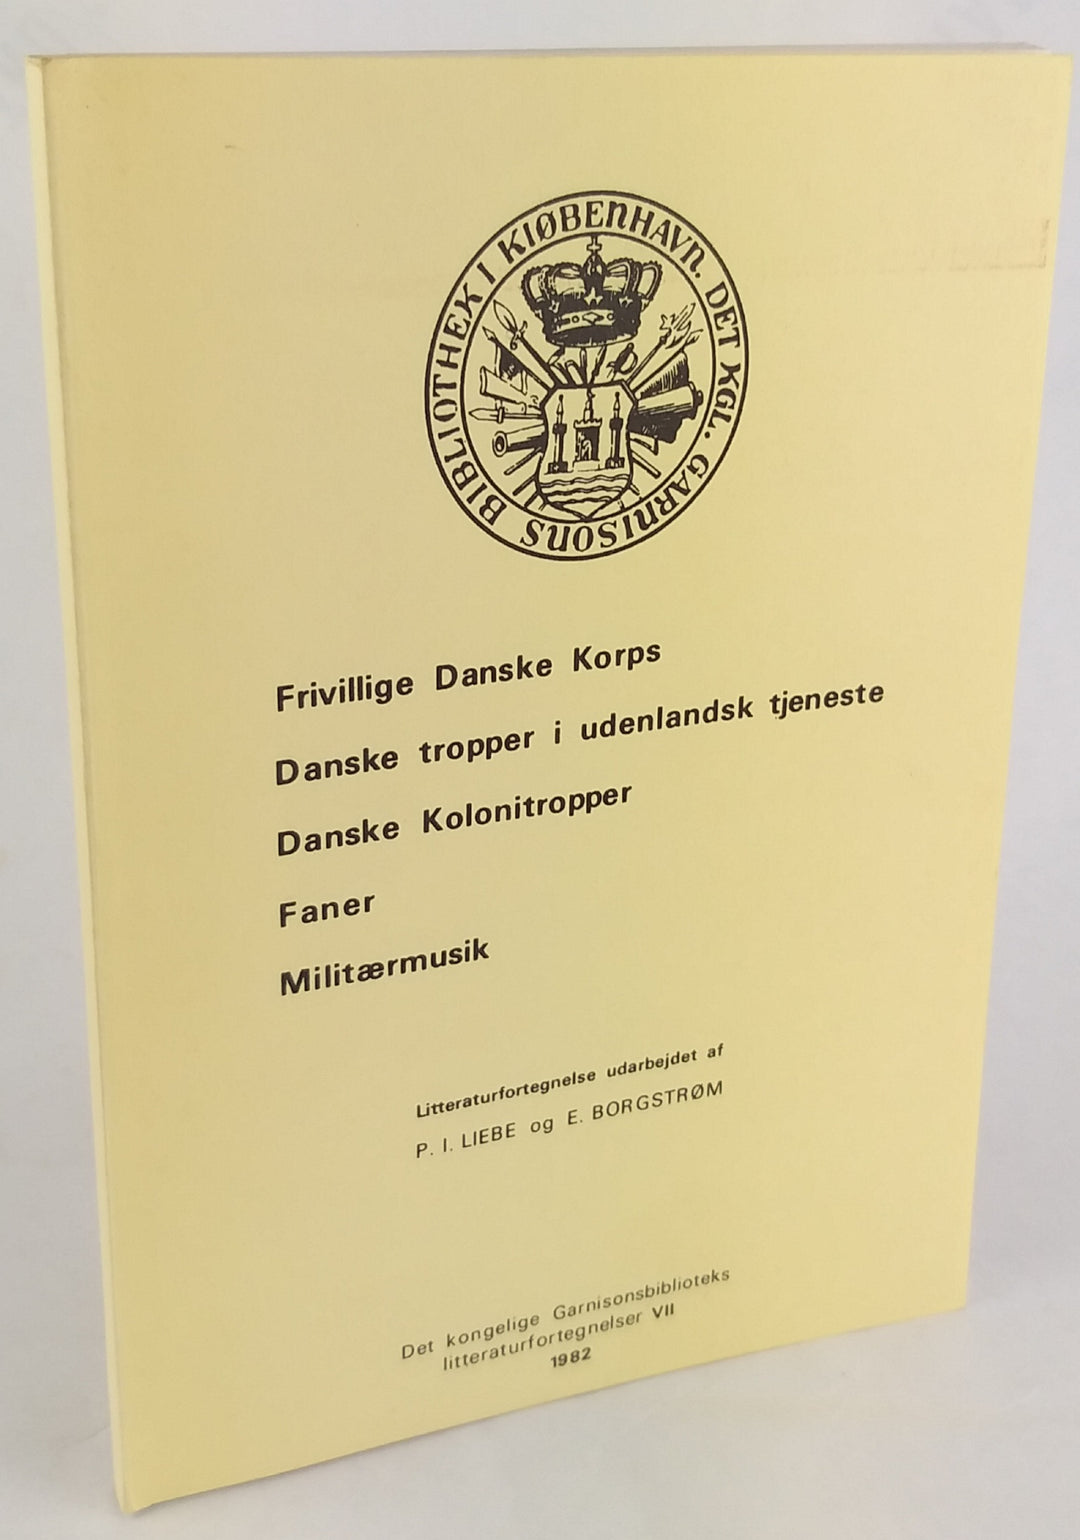 DET KGL. GARNISONS BIBLIOTHEK I KIØBENHAVN.
Frivillige Danske Korps
Danske tropper i udenlandsk tjeneste
Danske Kolonitropper
Faner
Militærmusik
Litteraturfortegnelse udarbejdet af
P. I. LIEBE og E. BORGSTRØM
Det kongelige Garnisonsbiblioteks
litteraturfortegnelser VII
1982